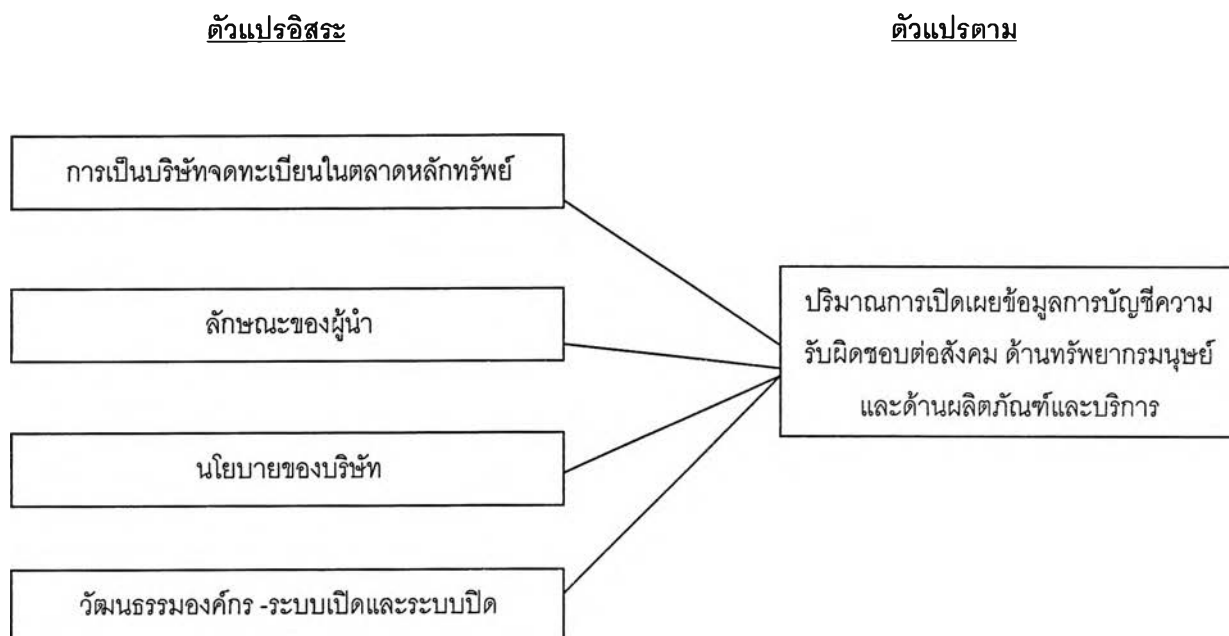 ตัวแปรอิสระ
ตัวแปรตาม
การเป็นบริษัทจดทะเบียนในตลาดหลักทรัพย์
ลักษณะของผู้นำ
นโยบายของบริษัท
วัฒนธรรมองค์กร -ระบบเปิดและระบบปิด
ปริมาณการเปิดเผยข้อมูลการบัญชีความ
รับผิดชอบต่อสังคม ด้านทรัพยากรมนุษย์
และด้านผลิตภัณฑ์และบริการ